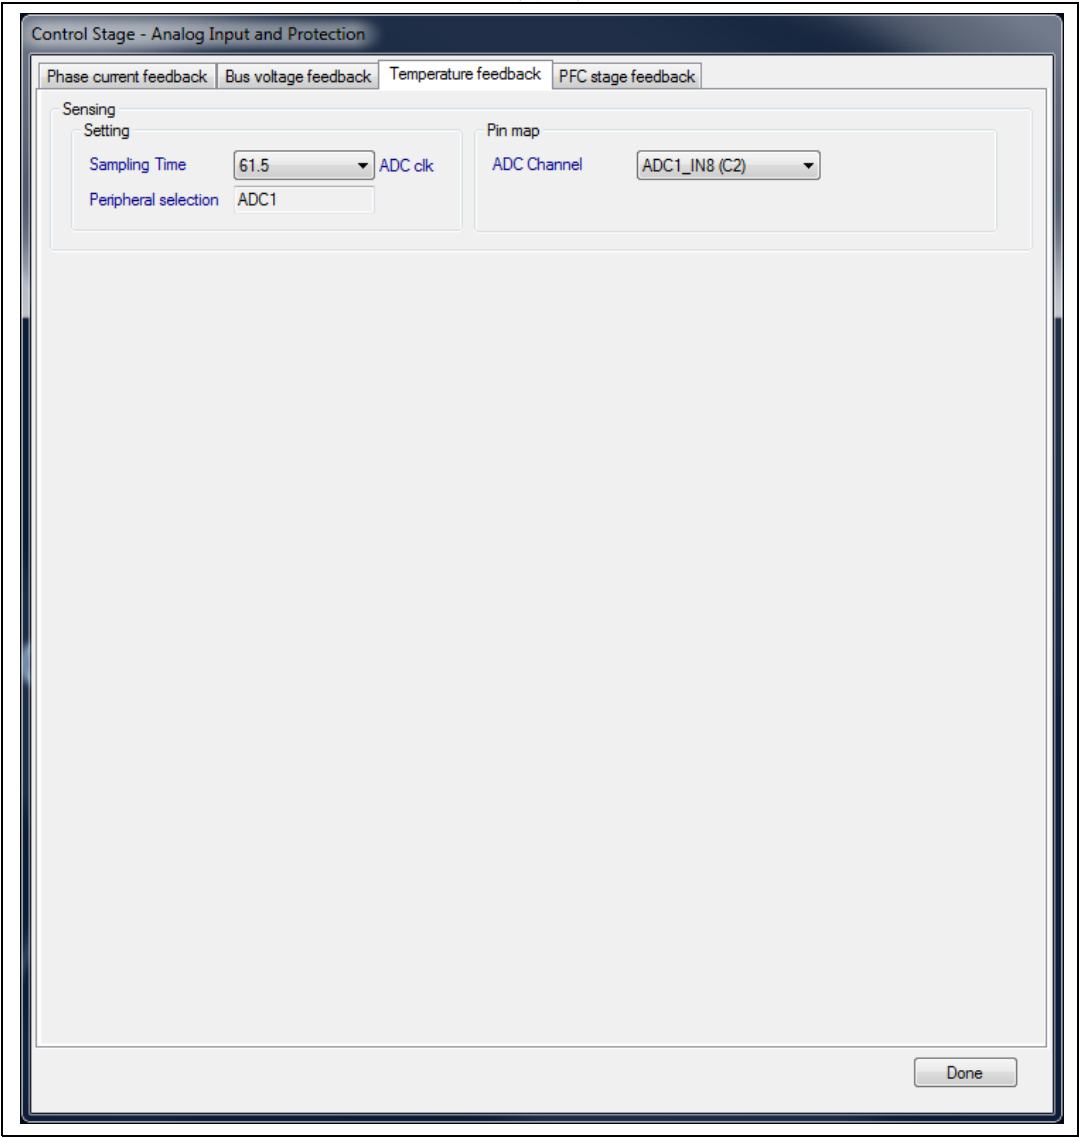 Control Stage - Analog Input and Protection
Phase current feedback Bus voltage feedback Temperature feedback PFC stage feedback
Sensing
Setting Pin map
Sampling Time 61.5 ADC clk ADC Channel ADC1_IN8 (C2)
Peripheral selection ADC1
Done